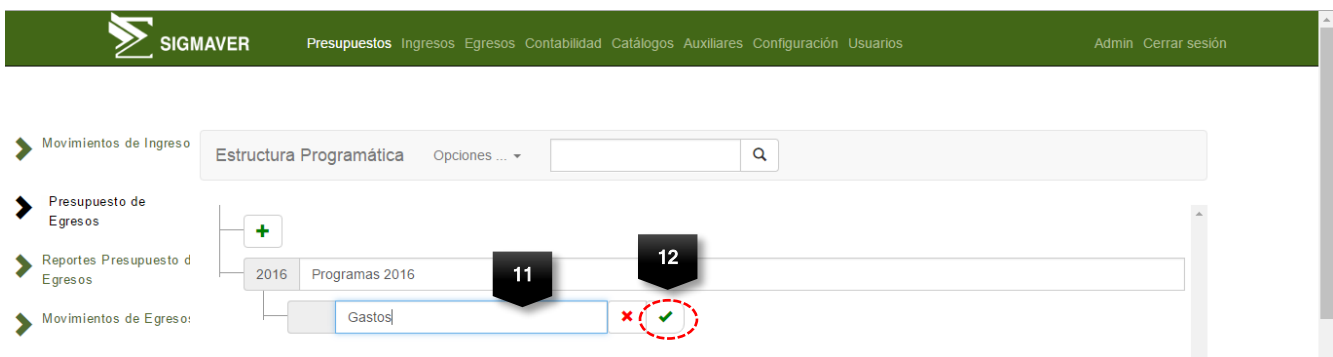 SIGMAVER Presupuestos Ingresos Egresos Contabilidad Catálogos Auxiliares Configuración Usuarios Admin Cerrar sesión
Movimientos de Ingreso
Estructura Programática Opciones ...
Presupuesto de
Egresos
Reportes Presupuesto d
Egresos
Movimientos de Egreso
12
2016 Programas 2016
11
Gastos